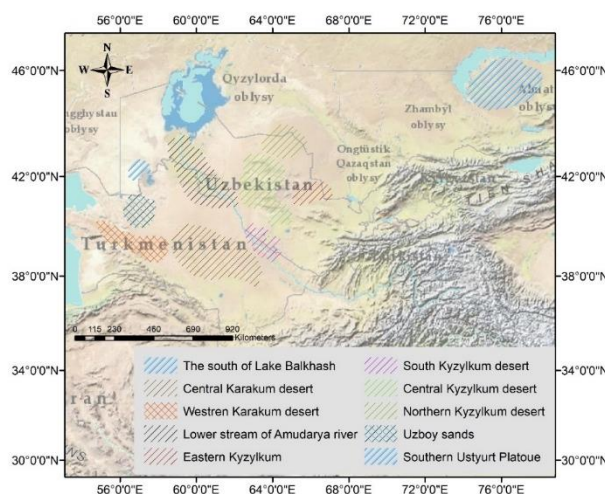 56°0'0"E 60°0'0"E 64°0'0"E 68°0'0"E 72°0'0"E 76°0'0"E
N
W E
S
46°0'0"N 46°0'0"N
Qyzylorda
oblysy
Zhambyl
oblysy
oblysy
oblysy
Ongtüstik
Qazaqstan
oblysy
42°0'0"N 42°0'0"N
Uzbekistan
TIEN SHA
Turkmenistan
38°0'0"N 38°0'0"N
0 115 230 460 690 920
Kilometers
34°0'0"N 34°0'0"N
The south of Lake Balkhash
South Kyzylkum desert
Central Karakum desert
Central Kyzylkum desert
Westren Karakum desert
Northern Kyzylkum desert
Lower stream of Amudarya river
Uzboy sands
Eastern Kyzylkum
Southern Ustyurt Platoue
30°0'0"N 30°0'0"N
56°0'0"E 60°0'0"E 64°0'0"E 68°0'0"E 72°0'0"E 76°0'0"E